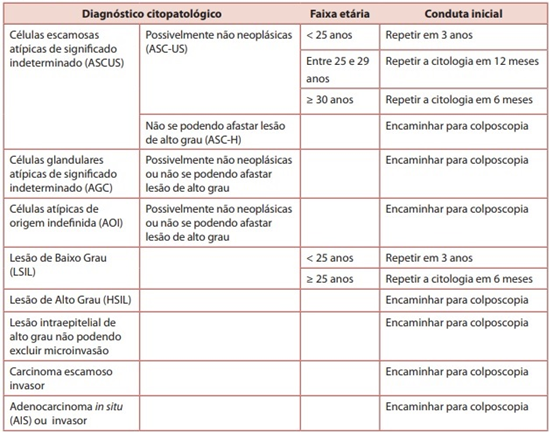 Diagnóstico citopatológico Faixa etária Conduta inicial
Células escamosas
atípicas de significado
indeterminado (ASCUS)
Possivelmente não neoplásicas
(ASC-US)
< 25 anos
Repetir em 3 anos
Entre 25 e 29
anos
Repetir a citologia em 12 meses
≥ 30 anos
Repetir a citologia em 6 meses
Não se podendo afastar lesão
de alto grau (ASC-H)
Encaminhar para colposcopia
Células glandulares
atípicas de significado
indeterminado (AGC)
Possivelmente não neoplásicas
ou não se podendo afastar
lesão de alto grau
Encaminhar para colposcopia
Células atípicas de
origem indefinida (AOI)
Possivelmente não neoplásicas
ou não se podendo afastar
lesão de alto grau
Encaminhar para colposcopia
Lesão de Baixo Grau
(LSIL)
< 25 anos
Repetir em 3 anos
≥ 25 anos
Repetir a citologia em 6 meses
Lesão de Alto Grau (HSIL)
Encaminhar para colposcopia
Lesão intraepitelial de
alto grau não podendo
excluir microinvasão
Encaminhar para colposcopia
Carcinoma escamoso
invasor
Encaminhar para colposcopia
Adenocarcinoma in situ
(AIS) ou invasor
Encaminhar para colposcopia